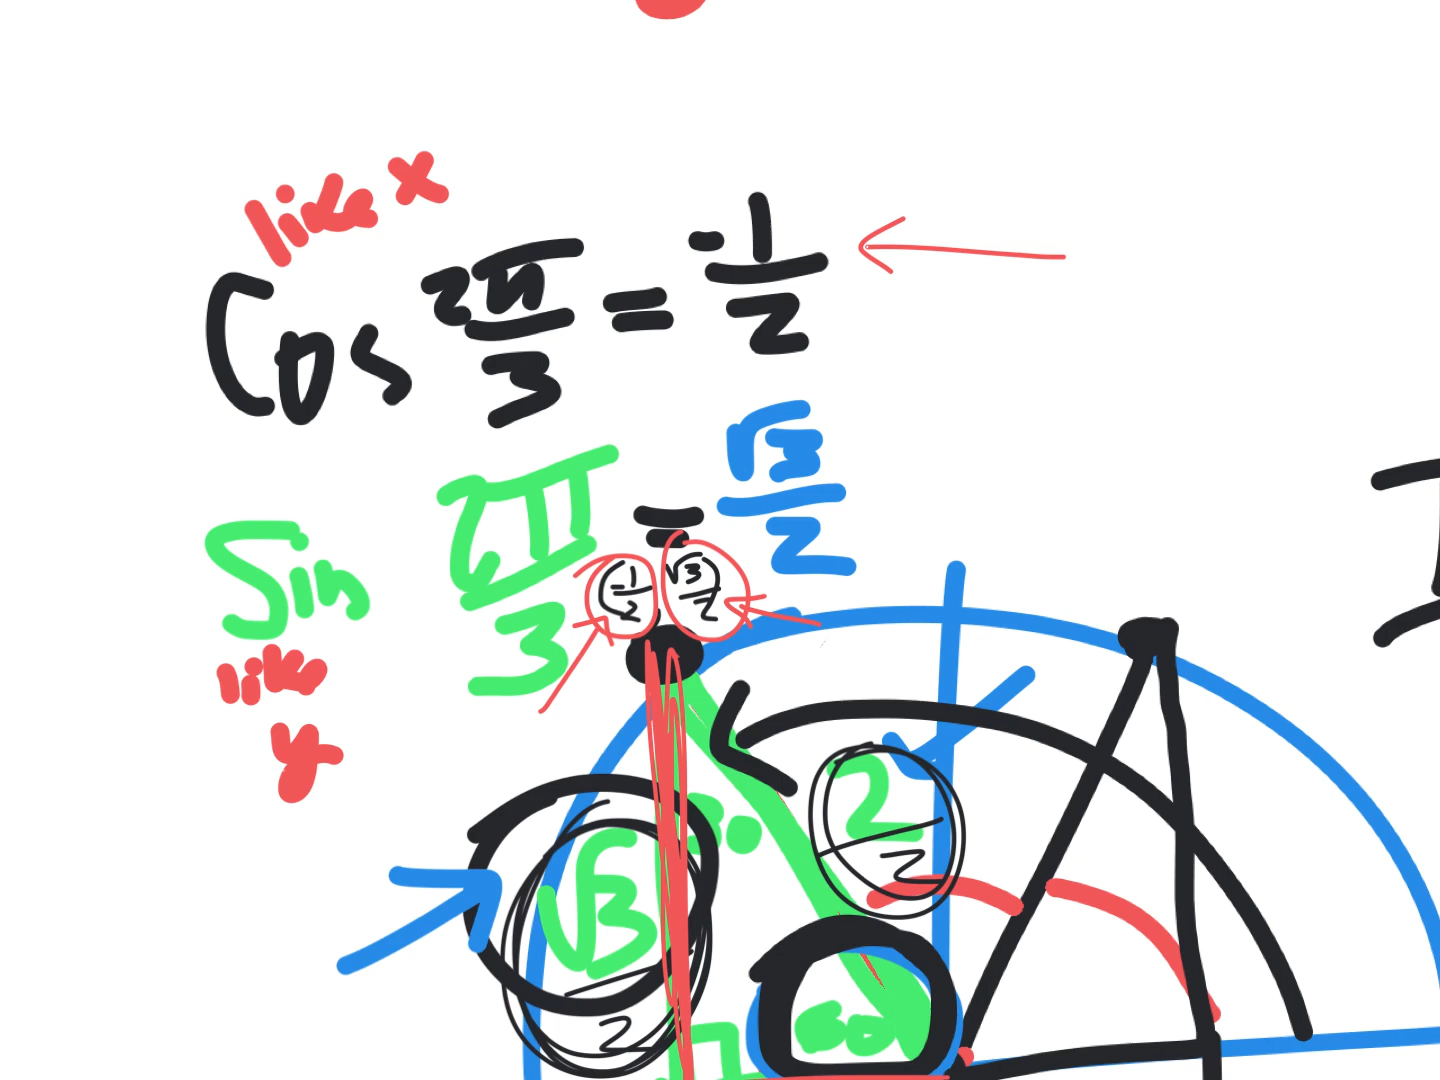 like x
Cos 2π/3 = -1/2
Sin 2π/3 = √3/2
like y
(-1/2 √3/2)
30
2/2
√3/2
60